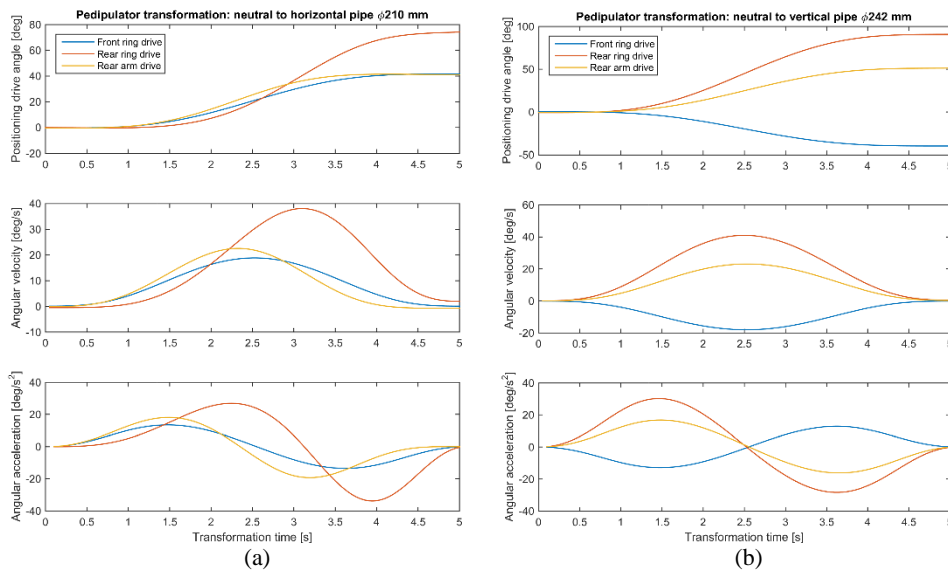 Pedipulator transformation: neutral to horizontal pipe ϕ210 mm
Positioning drive angle [deg]
80
60
40
20
0
-20
Front ring drive
Rear ring drive
Rear arm drive
0 0.5 1 1.5 2 2.5 3 3.5 4 4.5 5
Angular velocity [deg/s]
40
30
20
10
0
-10
0 0.5 1 1.5 2 2.5 3 3.5 4 4.5 5
Angular acceleration [deg/s²]
40
20
0
-20
-40
0 0.5 1 1.5 2 2.5 3 3.5 4 4.5 5
Transformation time [s]
(a)
Pedipulator transformation: neutral to vertical pipe ϕ242 mm
Positioning drive angle [deg]
100
50
0
-50
Front ring drive
Rear ring drive
Rear arm drive
0 0.5 1 1.5 2 2.5 3 3.5 4 4.5 5
Angular velocity [deg/s]
60
40
20
0
-20
0 0.5 1 1.5 2 2.5 3 3.5 4 4.5 5
Angular acceleration [deg/s²]
40
20
0
-20
-40
0 0.5 1 1.5 2 2.5 3 3.5 4 4.5 5
Transformation time [s]
(b)